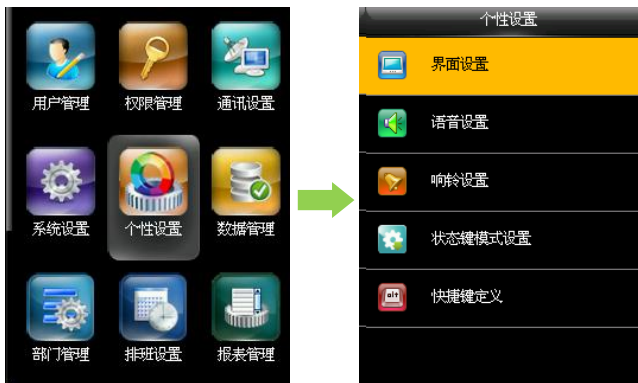 用户管理 权限管理 通讯设置
系统设置 个性设置 数据管理
部门管理 排班设置 报表管理
个性设置
界面设置
语音设置
响铃设置
状态键模式设置
alt
快捷键定义